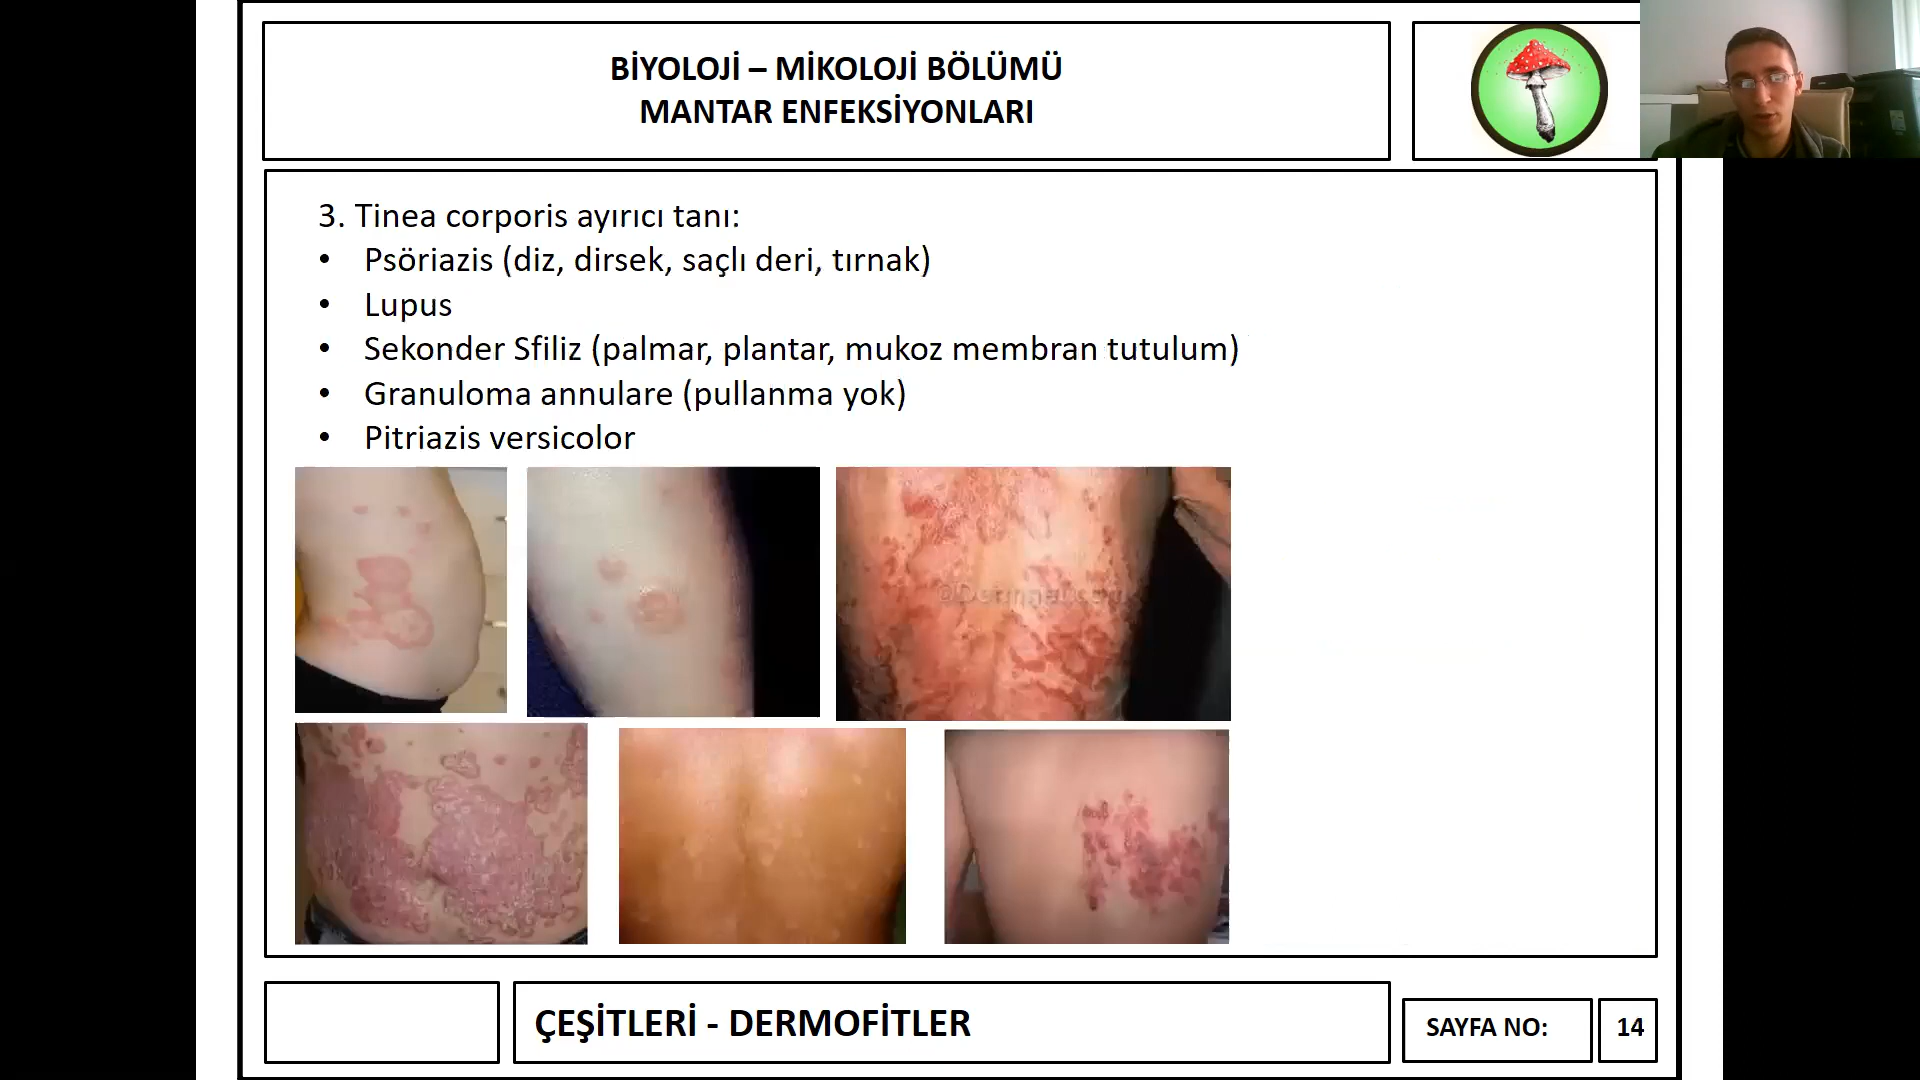 BİYOLOJİ – MİKOLOJİ BÖLÜMÜ
MANTAR ENFEKSİYONLARI
3. Tinea corporis ayırıcı tanı:
• Psöriazis (diz, dirsek, saçlı deri, tırnak)
• Lupus
• Sekonder Sfiliz (palmar, plantar, mukoz membran tutulum)
• Granuloma annulare (pullanma yok)
• Pitriazis versicolor
ÇEŞİTLERİ - DERMOFİTLER
SAYFA NO:
14